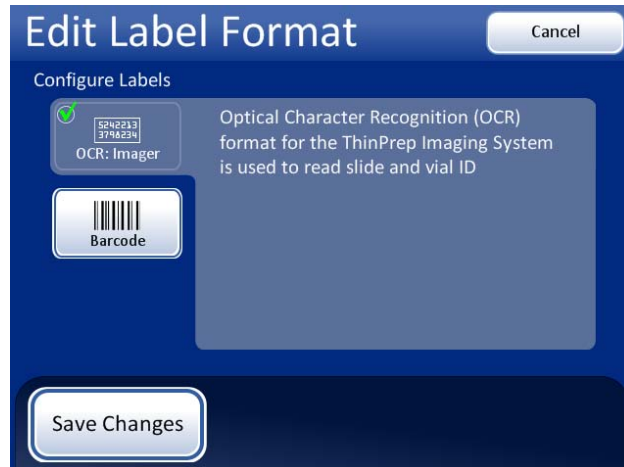 Edit Label Format
Cancel
Configure Labels
5242213
3798234
OCR: Imager
Optical Character Recognition (OCR)
format for the ThinPrep Imaging System
is used to read slide and vial ID
Barcode
Save Changes